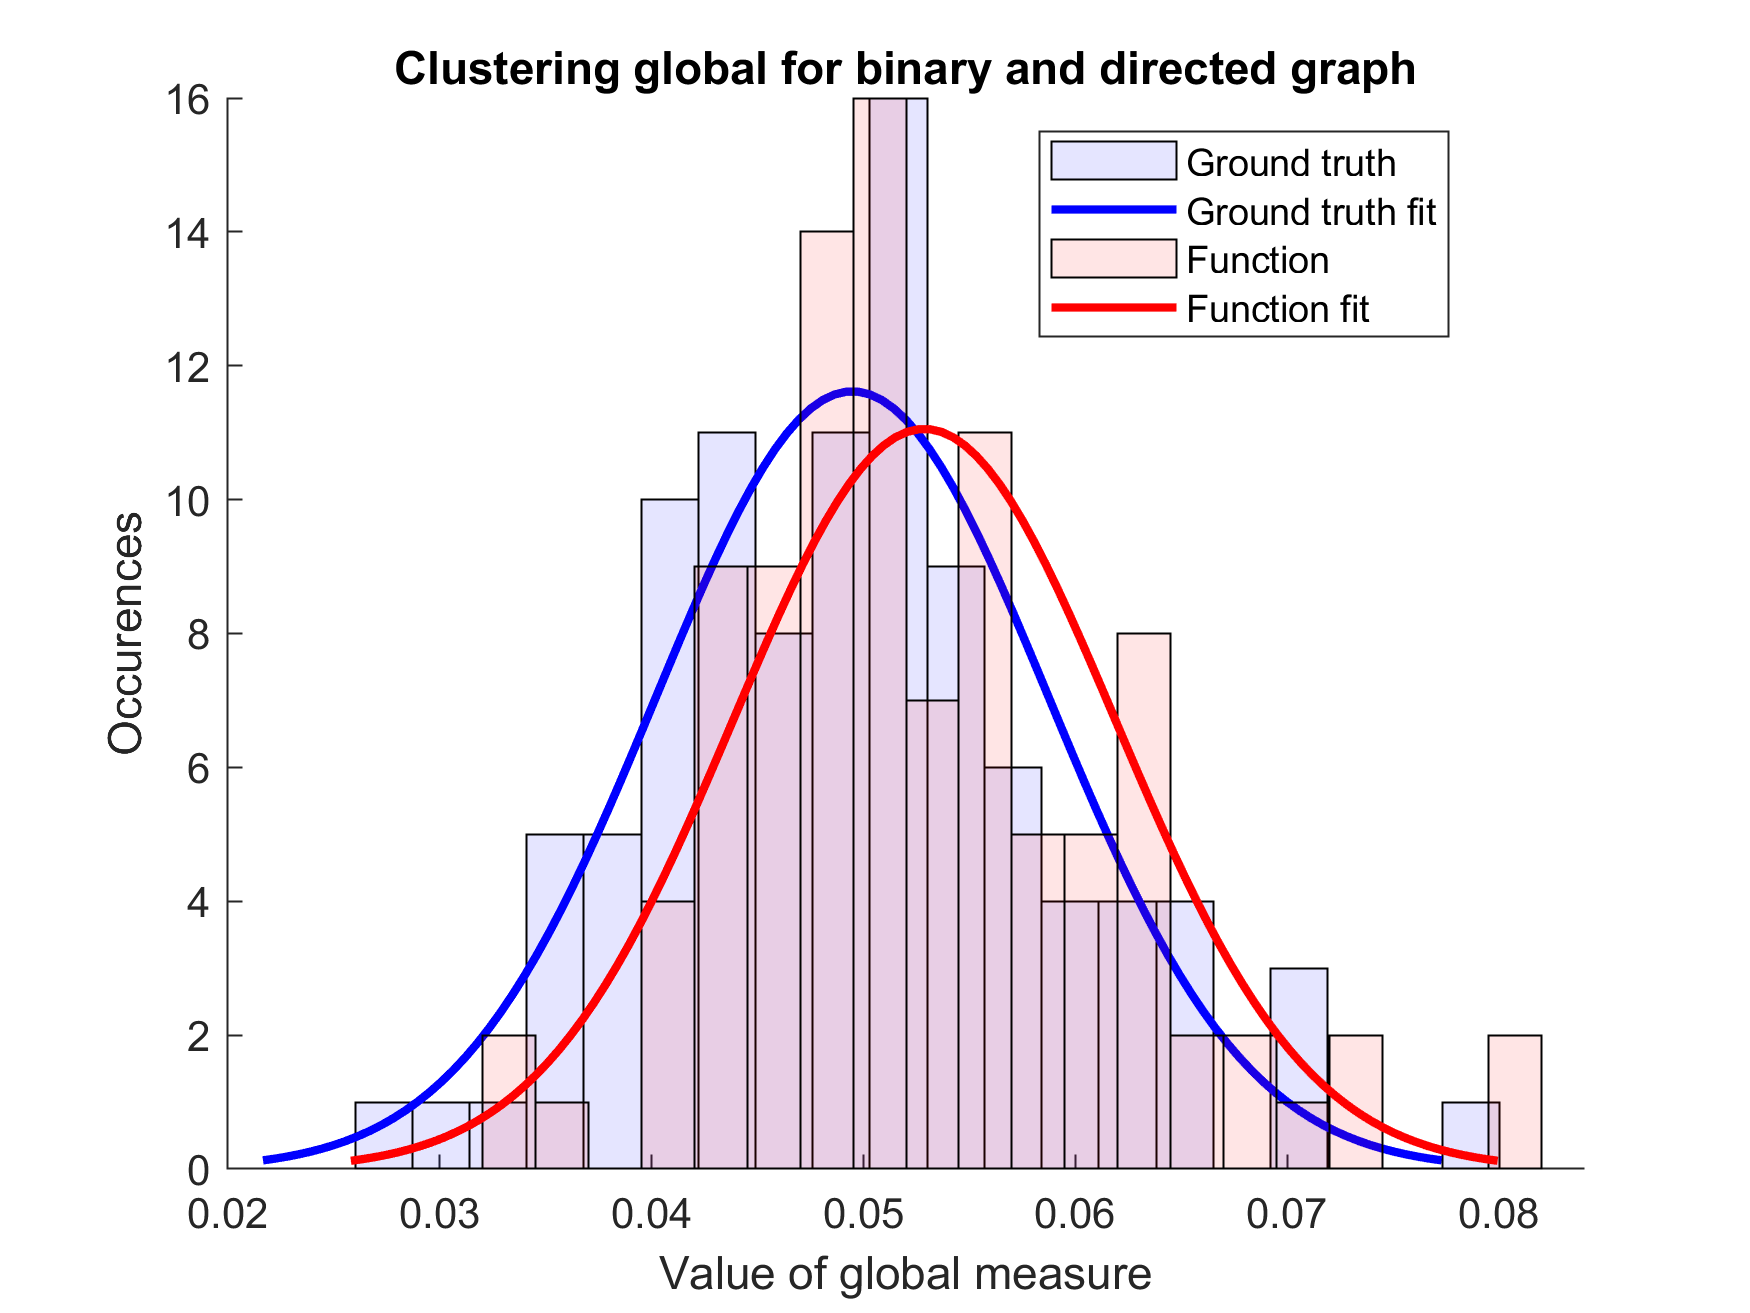 Clustering global for binary and directed graph
16
14
12
10
8
6
4
2
0
Occurences
Ground truth
Ground truth fit
Function
Function fit
0.02 0.03 0.04 0.05 0.06 0.07 0.08
Value of global measure